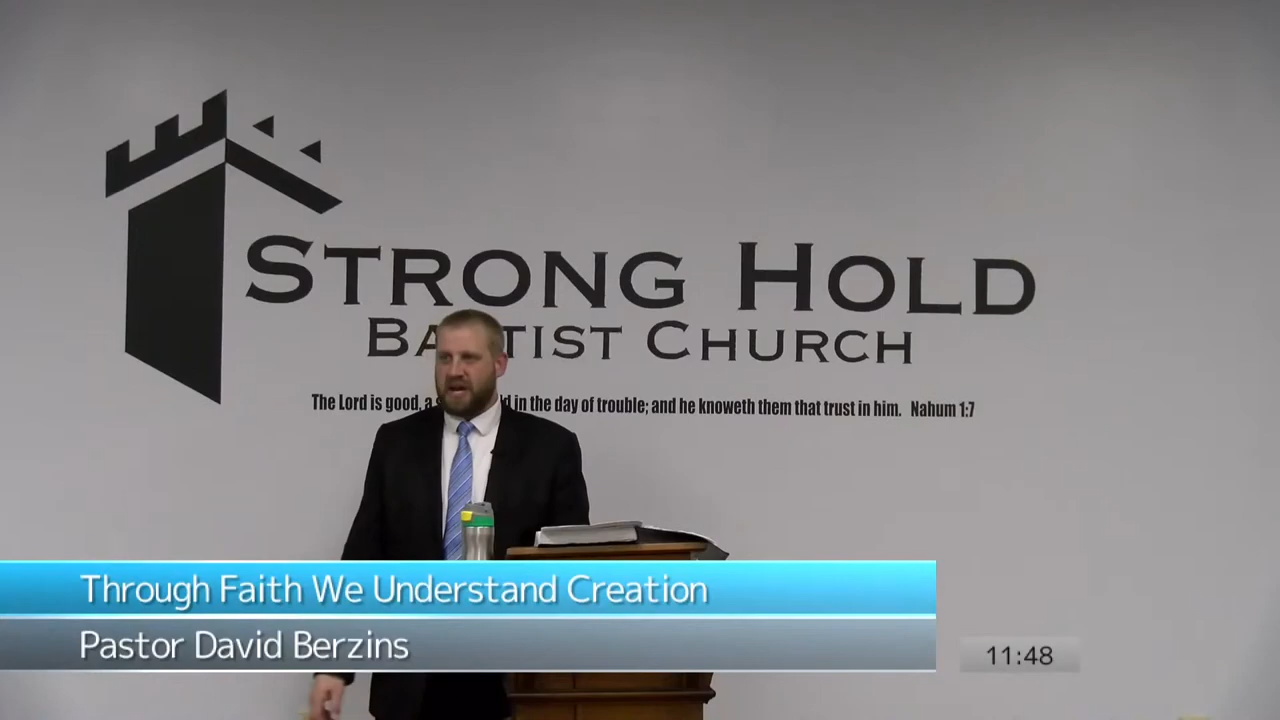 STRONG HOLD
BA TIST CHURCH
The Lord is good, a s ld in the day of trouble; and he knoweth them that trust in him. Nahum 1:7
Through Faith We Understand Creation
Pastor David Berzins
11:48